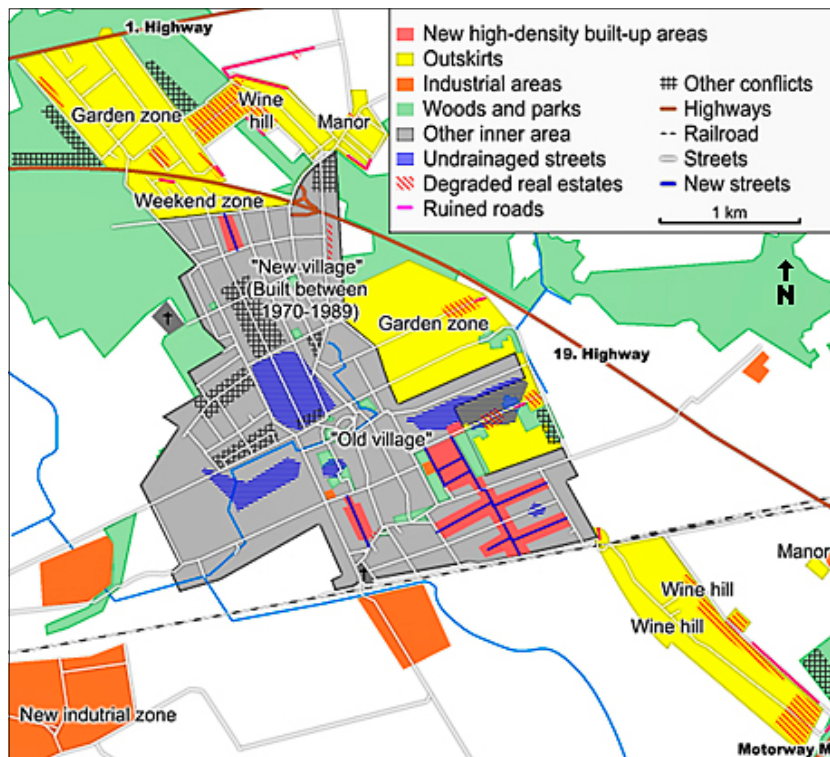 1. Highway
Garden zone
Wine
hill
Manor
Weekend zone
New high-density built-up areas
Outskirts
Industrial areas
Woods and parks
Other inner area
Undrainaged streets
Degraded real estates
Ruined roads
Other conflicts
Highways
Railroad
Streets
New streets
1 km
N
"New village"
(Built between
1970-1989)
Garden zone
19. Highway
"Old village"
Manor
Wine hill
Wine hill
New indutrial zone
Motorway M